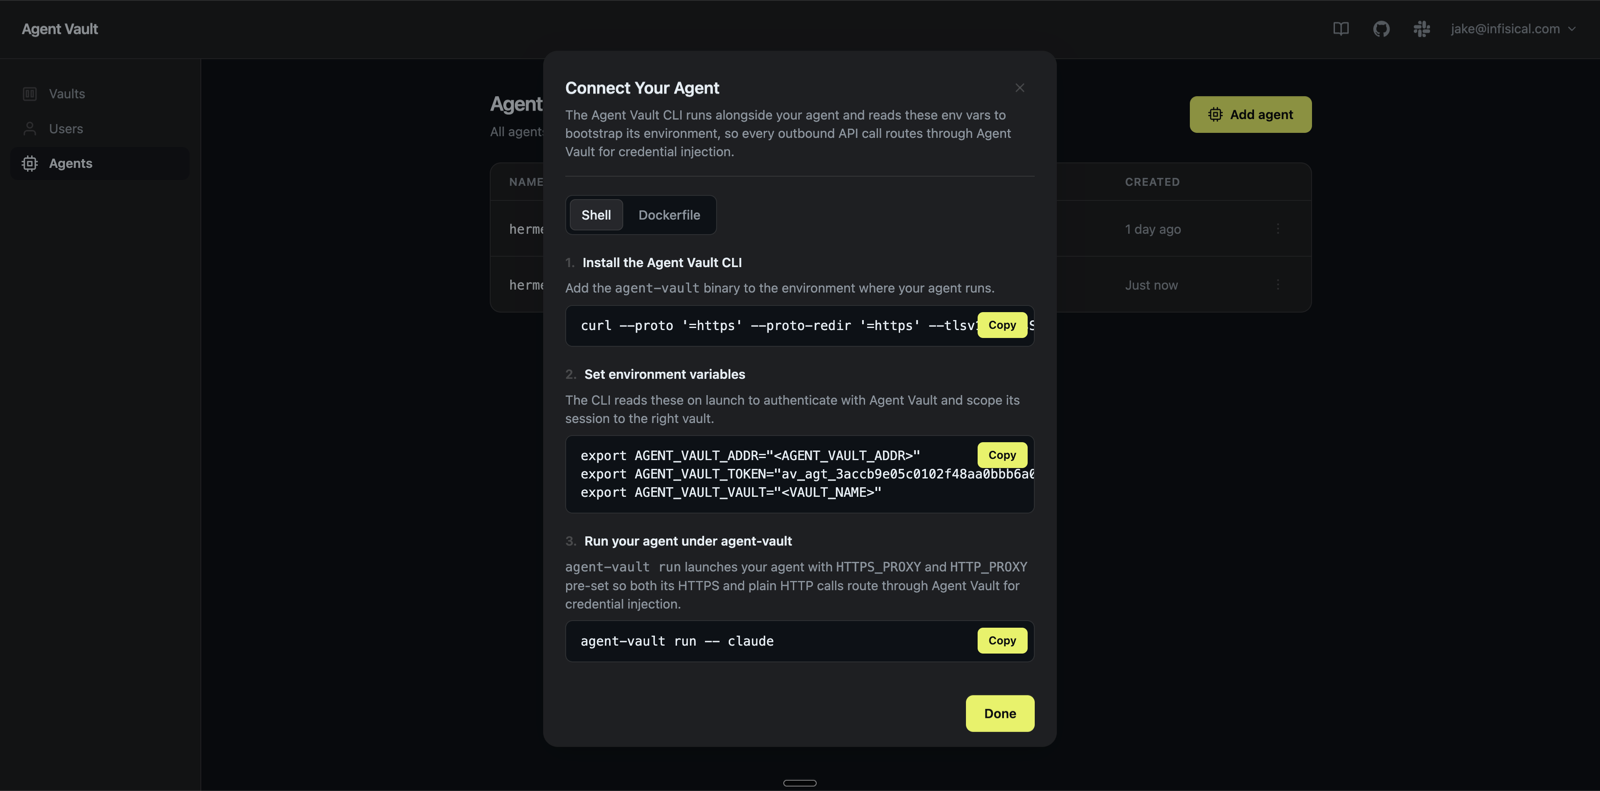 Agent Vault
jake@infisical.com
Vaults
Users
Agents
Agent
All agent
Add agent
NAME
CREATED
herme
1 day ago
herme
Just now
Connect Your Agent
The Agent Vault CLI runs alongside your agent and reads these env vars to
bootstrap its environment, so every outbound API call routes through Agent
Vault for credential injection.
Shell
Dockerfile
1. Install the Agent Vault CLI
Add the agent-vault binary to the environment where your agent runs.
curl --proto '=https' --proto-redir '=https' --tlsv
Copy
2. Set environment variables
The CLI reads these on launch to authenticate with Agent Vault and scope its
session to the right vault.
export AGENT_VAULT_ADDR="<AGENT_VAULT_ADDR>"
Copy
export AGENT_VAULT_TOKEN="av_agt_3accb9e05c0102f48aa0bbb6a0
export AGENT_VAULT_VAULT="<VAULT_NAME>"
3. Run your agent under agent-vault
agent-vault run launches your agent with HTTPS_PROXY and HTTP_PROXY
pre-set so both its HTTPS and plain HTTP calls route through Agent Vault for
credential injection.
agent-vault run -- claude
Copy
Done